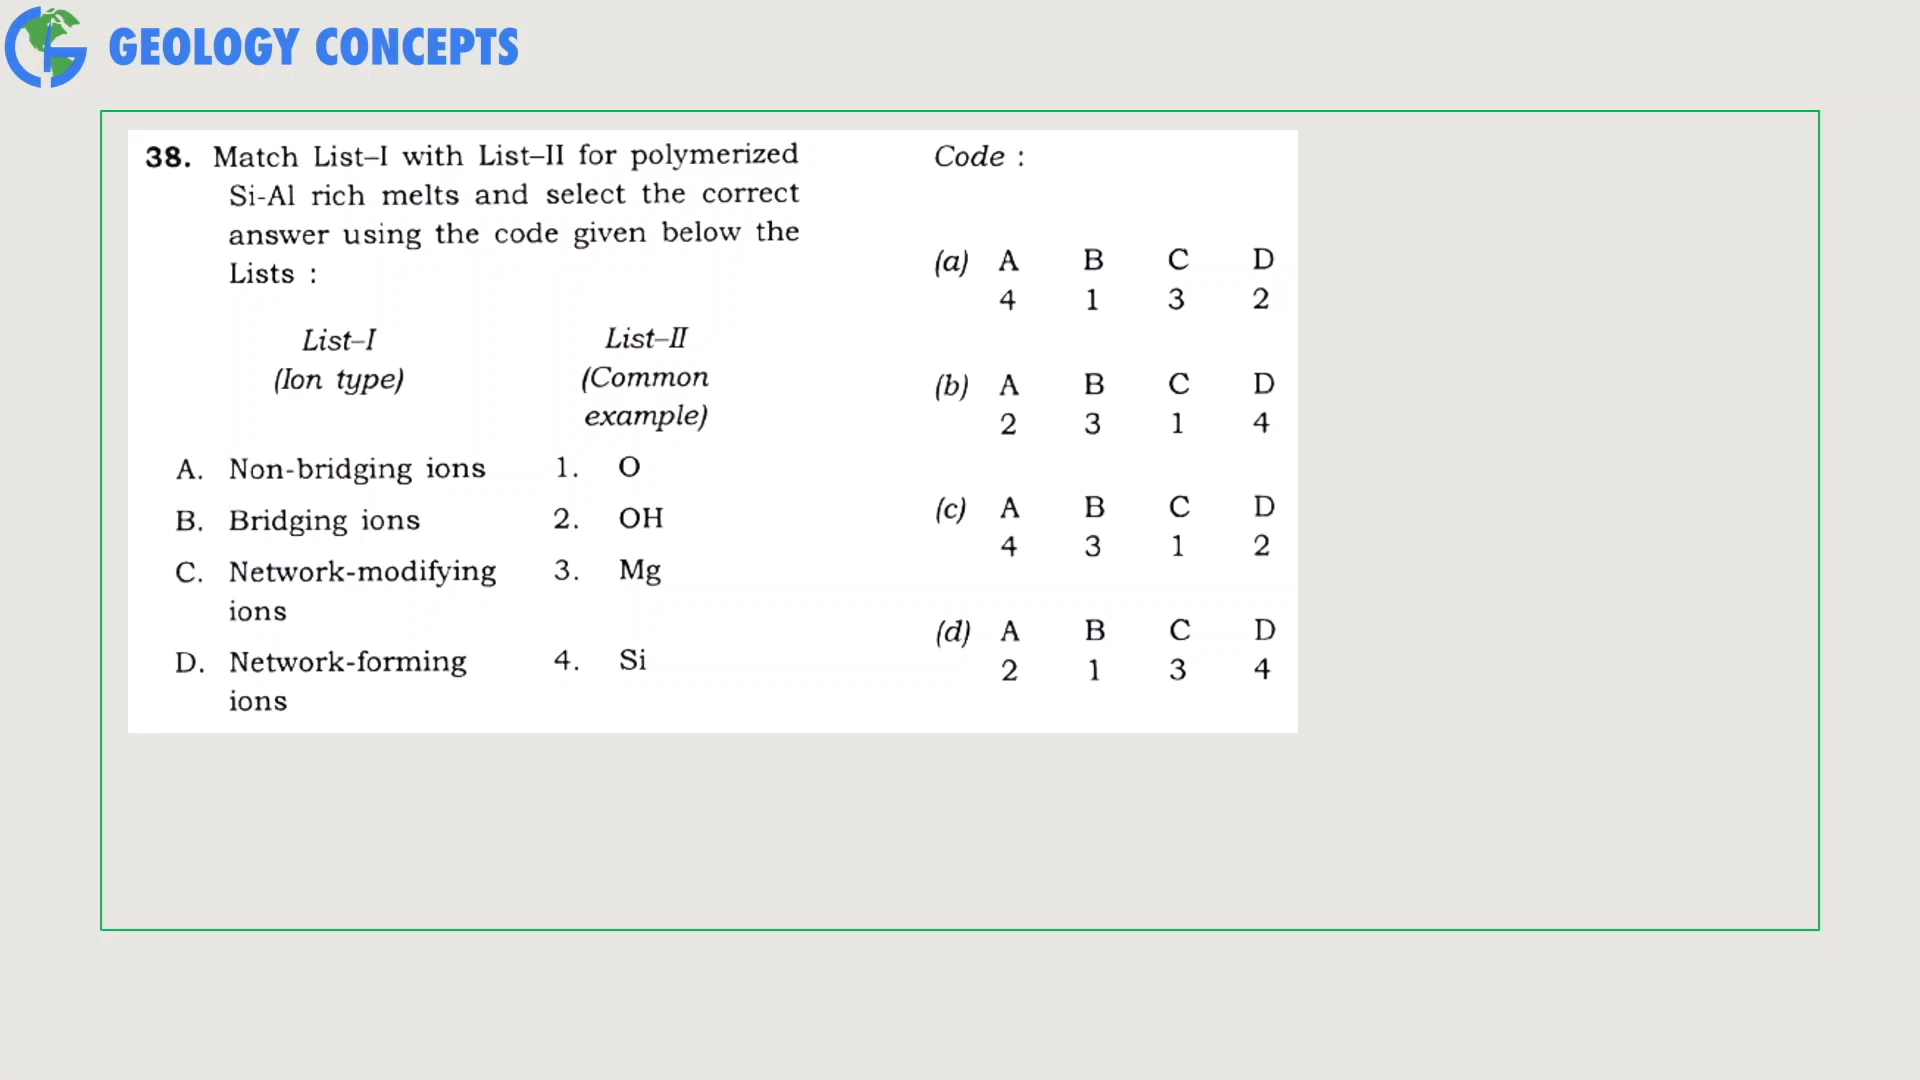 GEOLOGY CONCEPTS
38. Match List–I with List–II for polymerized
Si-Al rich melts and select the correct
answer using the code given below the
Lists :
List–I
(Ion type)
List–II
(Common
example)
A. Non-bridging ions 1. O
B. Bridging ions 2. OH
C. Network-modifying 3. Mg
ions
D. Network-forming 4. Si
ions
Code :
(a) A B C D
4 1 3 2
(b) A B C D
2 3 1 4
(c) A B C D
4 3 1 2
(d) A B C D
2 1 3 4